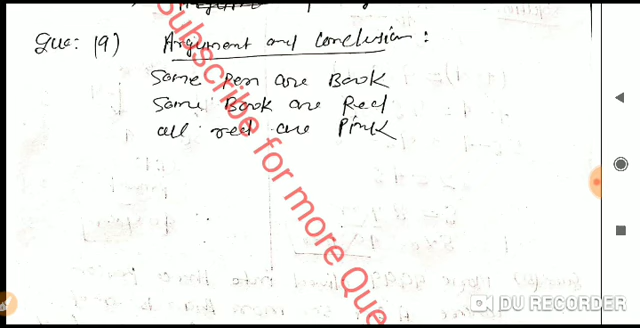 Que: 19) Argument and Conclusion:
Some Pen are Book
Some Book are Red
all red are Pink
Subscribe for more Que
DU RECORDER